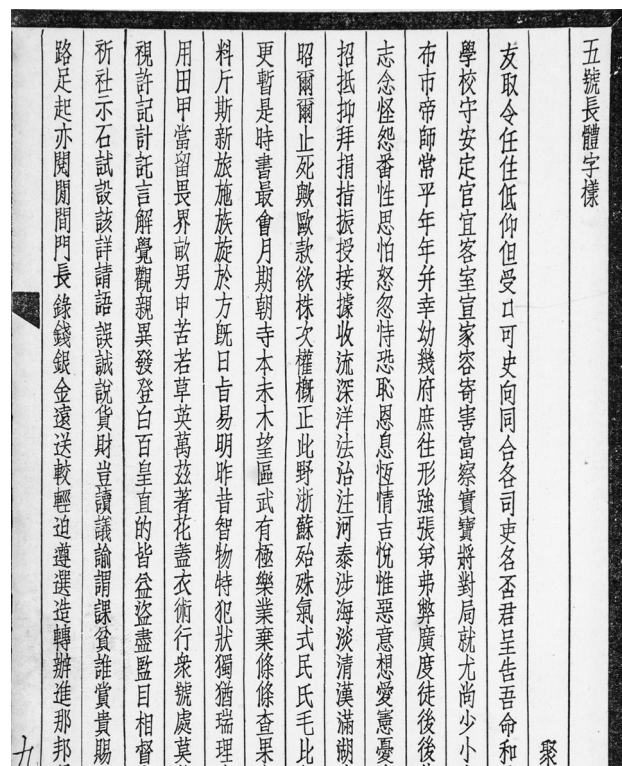 五號長體字樣
聚
友取令任住低仰但受口可史向同合各司吏名否君呈告吾命和
學校守安定官宜客室宣家容寄害富察實寶將對局就尤尚少小
布市帝師常平年年幷幸幼幾府庶往形強張弟弗弊廣度徒後後
志念怪怨番性思怕怒忽恃恐恥恩息恆情吉悅惟惡意想愛憲憂
招抵抑拜捐指振授接據收流深洋法治注河泰涉海淡清漢滿湖
昭爾爾止死歟歐款欲株次權概正此野浙蘇殆殊氣式民氏毛比
更暫是時書最會月期朝寺本未木望區武有極樂業棄條條查果
料斤斯新旅施族旋於方旣日旨易明昨昔智物特犯狀獨猶瑞理
用田甲當留畏界畝男申苦若草英萬茲著花蓋衣術行衆號處莫
視許記計託言解覺觀親異發登白百皇直的皆益盜盡監目相督
祈社示石試設該詳請語誤誠說貨財豈讀議諭謂課貧誰賞貴賜
路足起亦閱閒間門長錄錢銀金遠送較輕迫遵選造轉辦進那邦
九